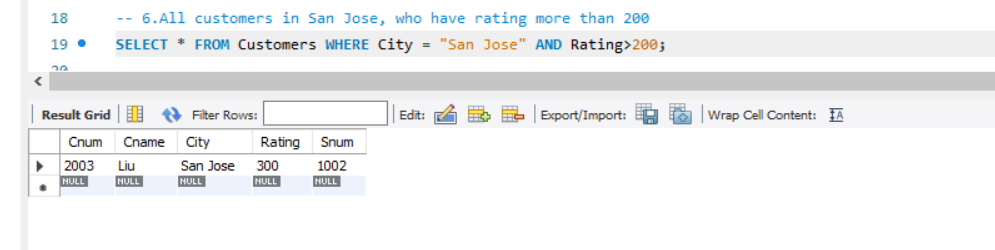 18 -- 6.All customers in San Jose, who have rating more than 200
19 SELECT * FROM Customers WHERE City = "San Jose" AND Rating>200;
20
Result Grid Filter Rows: Edit: Export/Import: Wrap Cell Content: IA
Cnum Cname City Rating Snum
2003 Liu San Jose 300 1002
NULL NULL NULL NULL NULL